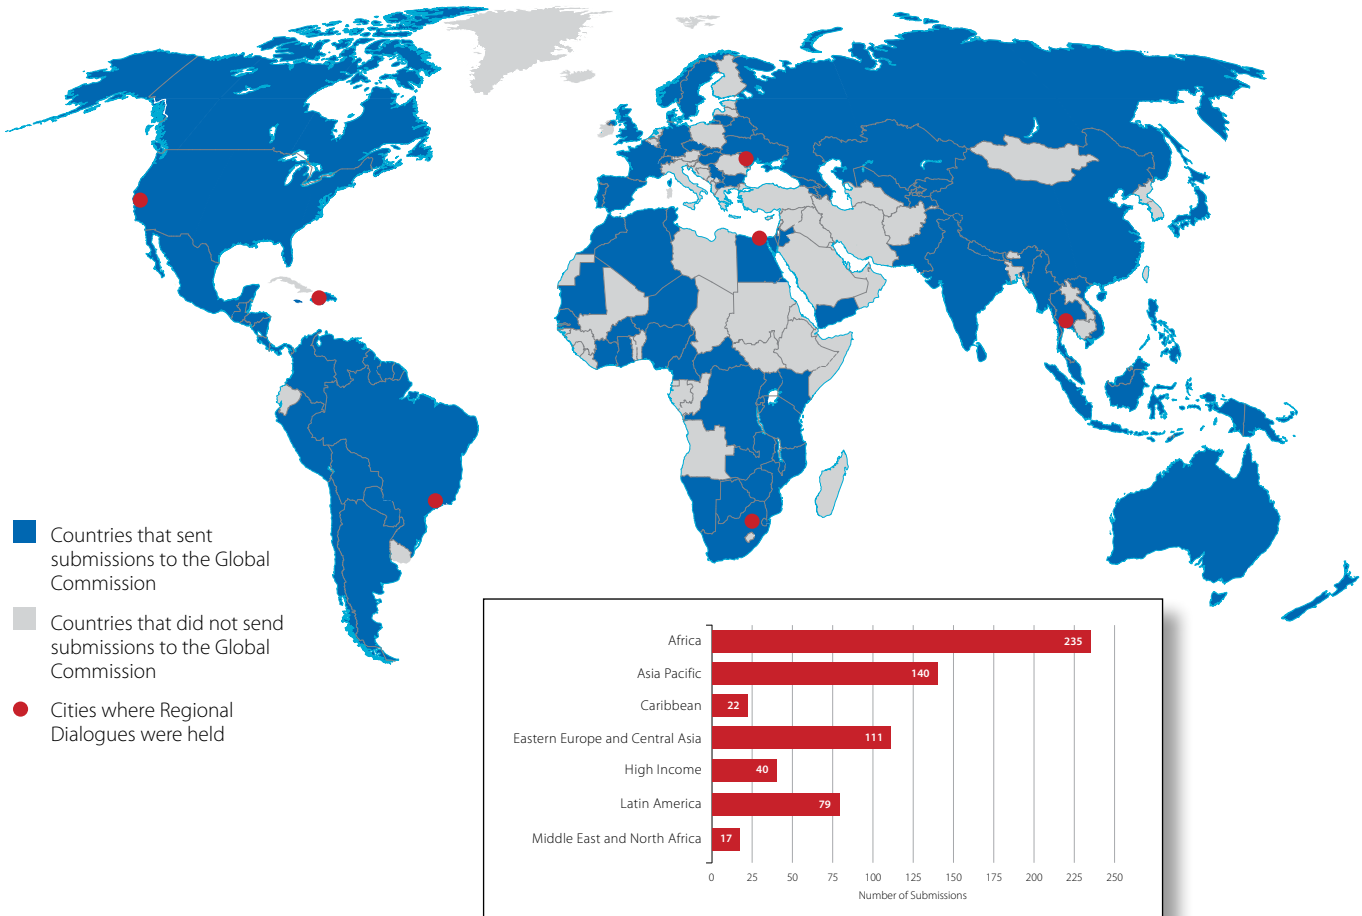 Countries that sent
submissions to the Global
Commission
Countries that did not send
submissions to the Global
Commission
Cities where Regional
Dialogues were held
Africa 235
Asia Pacific 140
Caribbean 22
Eastern Europe and Central Asia 111
High Income 40
Latin America 79
Middle East and North Africa 17
0 25 50 75 100 125 150 175 200 225 250
Number of Submissions